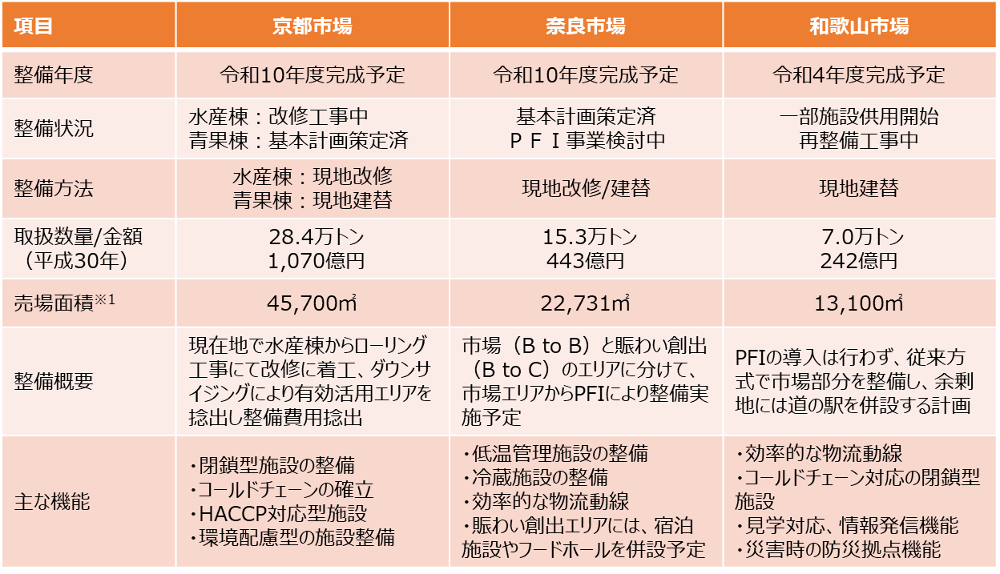 項目
京都市場
奈良市場
和歌山市場
整備年度
令和10年度完成予定
令和10年度完成予定
令和4年度完成予定
整備状況
水産棟：改修工事中
青果棟：基本計画策定済
基本計画策定済
ＰＦＩ事業検討中
一部施設供用開始
再整備工事中
整備方法
水産棟：現地改修
青果棟：現地建替
現地改修/建替
現地建替
取扱数量/金額
（平成30年）
28.4万トン
1,070億円
15.3万トン
443億円
7.0万トン
242億円
売場面積※1
45,700㎡
22,731㎡
13,100㎡
整備概要
現在地で水産棟からローリング
工事にて改修に着工、ダウンサ
イジングにより有効活用エリアを
捻出し整備費用捻出
市場（B to B）と賑わい創出
（B to C）のエリアに分けて、
市場エリアからPFIにより整備実
施予定
PFIの導入は行わず、従来方
式で市場部分を整備し、余剰
地には道の駅を併設する計画
主な機能
・閉鎖型施設の整備
・コールドチェーンの確立
・HACCP対応型施設
・環境配慮型の施設整備
・低温管理施設の整備
・冷蔵施設の整備
・効率的な物流動線
・賑わい創出エリアには、宿泊
施設やフードホールを併設予定
・効率的な物流動線
・コールドチェーン対応の閉鎖型
施設
・見学対応、情報発信機能
・災害時の防災拠点機能